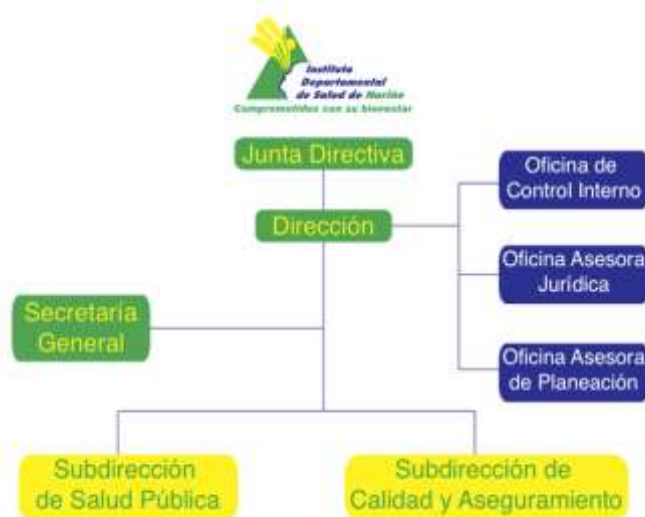 Instituto
Departamental
de Salud de Nariño
Comprometidos con su bienestar
Junta Directiva
Oficina de
Control Interno
Dirección
Oficina Asesora
Jurídica
Secretaría
General
Oficina Asesora
de Planeación
Subdirección
de Salud Pública
Subdirección de
Calidad y Aseguramiento